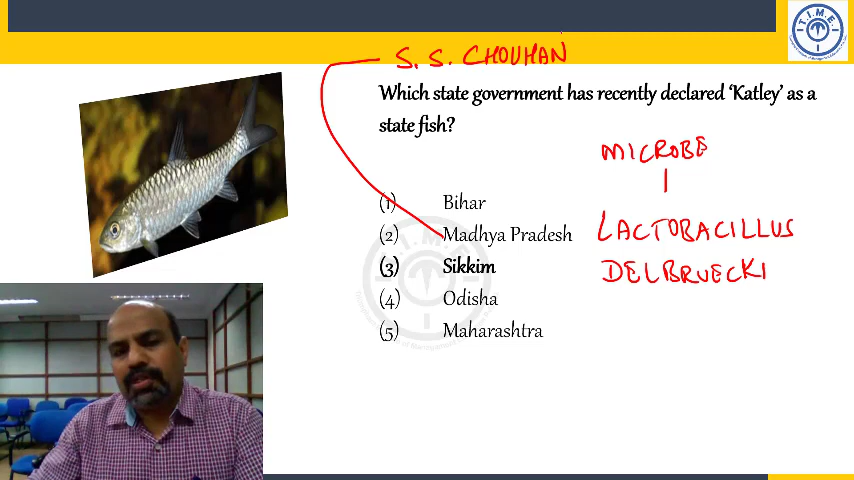 T.I.M.E.
S. S. CHOUHAN
Which state government has recently declared ‘Katley’ as a
state fish?
MICROBE
(1) Bihar
(2) Madhya Pradesh
LACTOBACILLUS
(3) Sikkim
DELBRUECKI
(4) Odisha
(5) Maharashtra